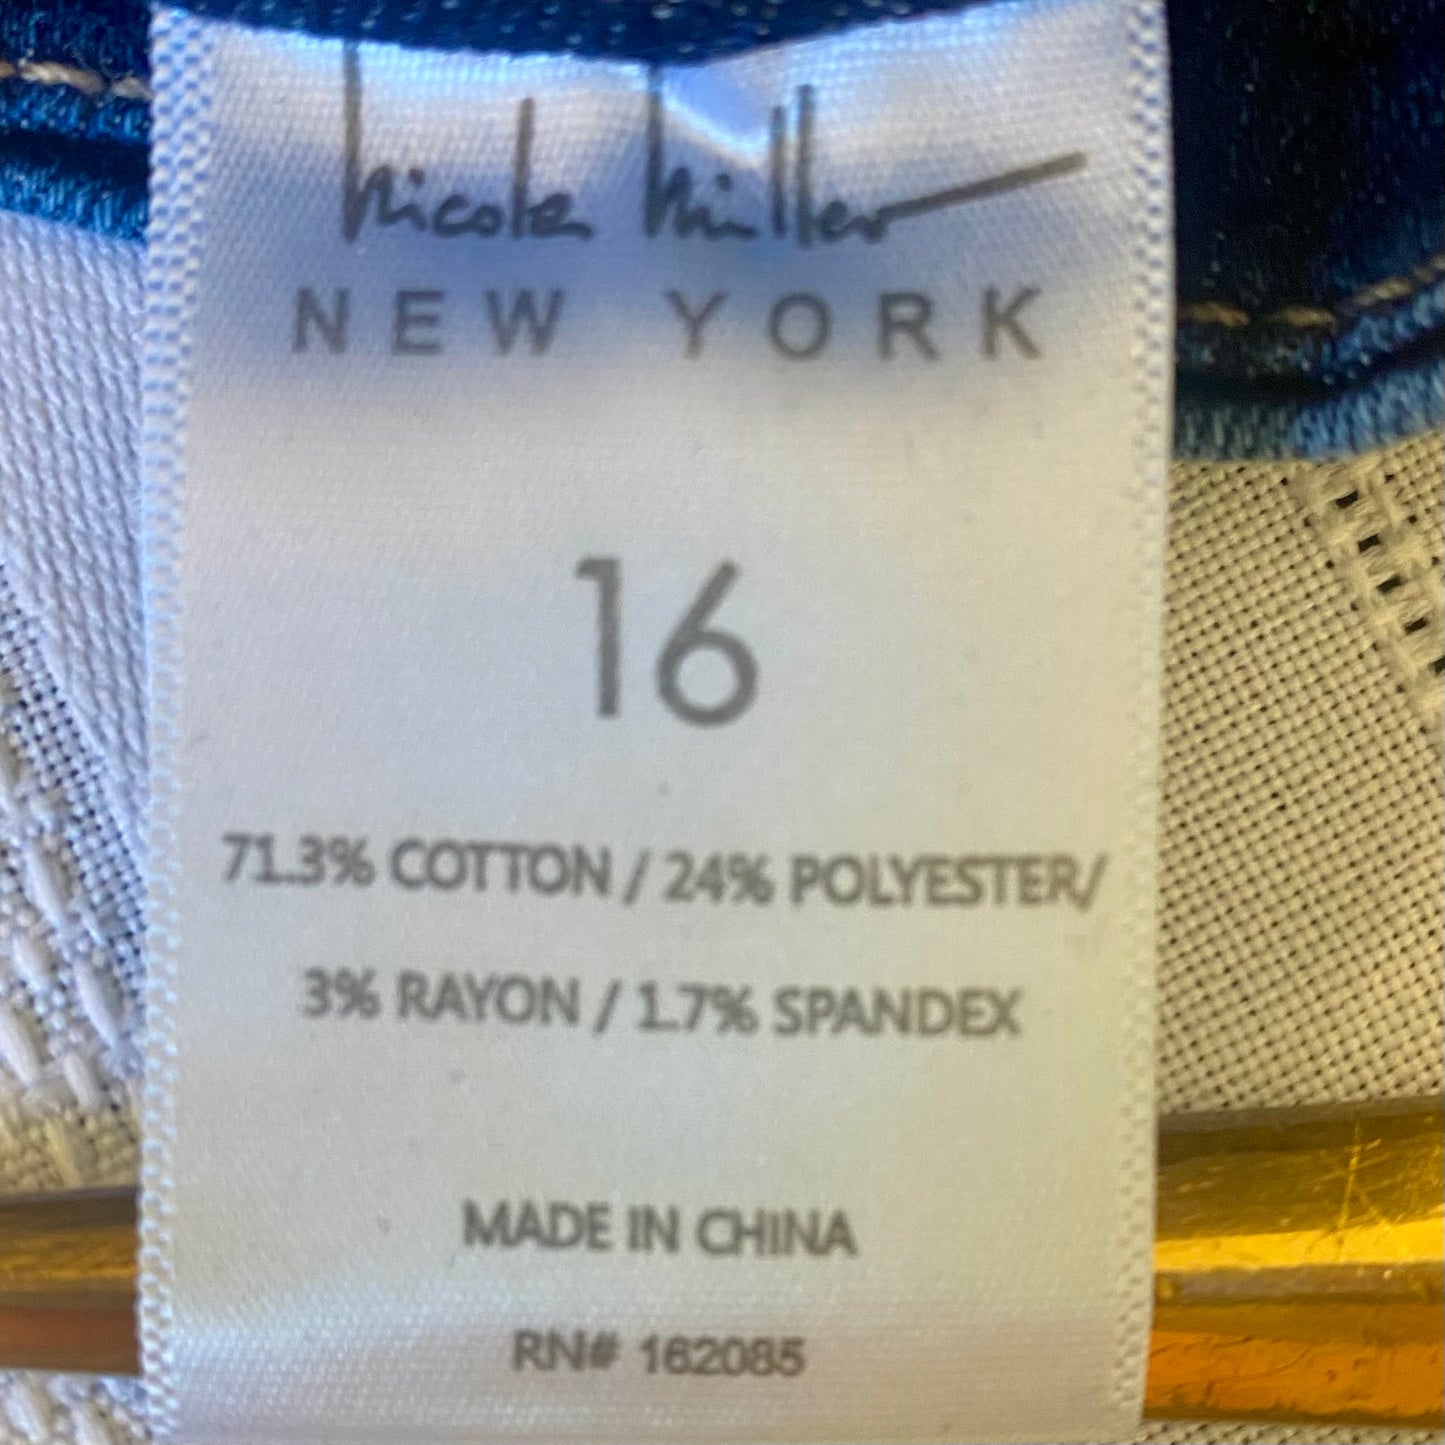 Nicole Miller
NEW YORK
16
71.3% COTTON / 24% POLYESTER/
3% RAYON / 1.7% SPANDEX
MADE IN CHINA
RN# 162085